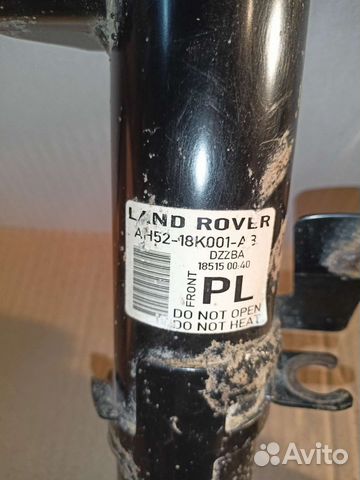 LAND ROVER
AH52-18K001-AB
DZZBA
18515 00:40
FRONT
PL
DO NOT OPEN
DO NOT HEAT
Avito